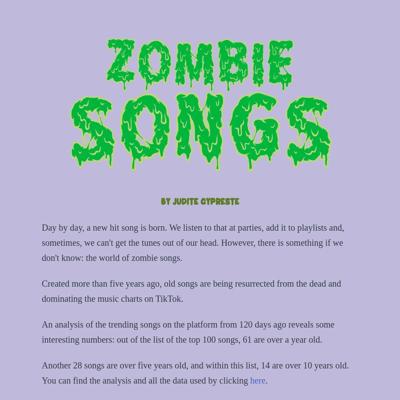 ZOMBIE
SONGS
BY JUDITE CYPRESTE
Day by day, a new hit song is born. We listen to that at parties, add it to playlists and,
sometimes, we can't get the tunes out of our head. However, there is something if we
don't know: the world of zombie songs.
Created more than five years ago, old songs are being resurrected from the dead and
dominating the music charts on TikTok.
An analysis of the trending songs on the platform from 120 days ago reveals some
interesting numbers: out of the list of the top 100 songs, 61 are over a year old.
Another 28 songs are over five years old, and within this list, 14 are over 10 years old.
You can find the analysis and all the data used by clicking here.